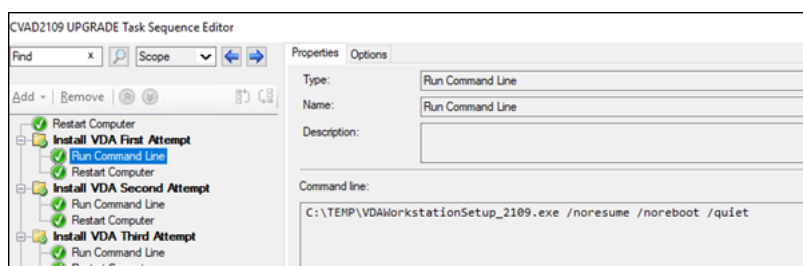 CVAD2109 UPGRADE Task Sequence Editor
Find x Scope
Properties Options
Add Remove
Type: Run Command Line
Name: Run Command Line
Description:
Restart Computer
Install VDA First Attempt
Run Command Line
Restart Computer
Install VDA Second Attempt
Run Command Line
Restart Computer
Install VDA Third Attempt
Run Command Line
Command line:
C:\TEMP\VDAWorkstationSetup_2109.exe /noresume /noreboot /quiet